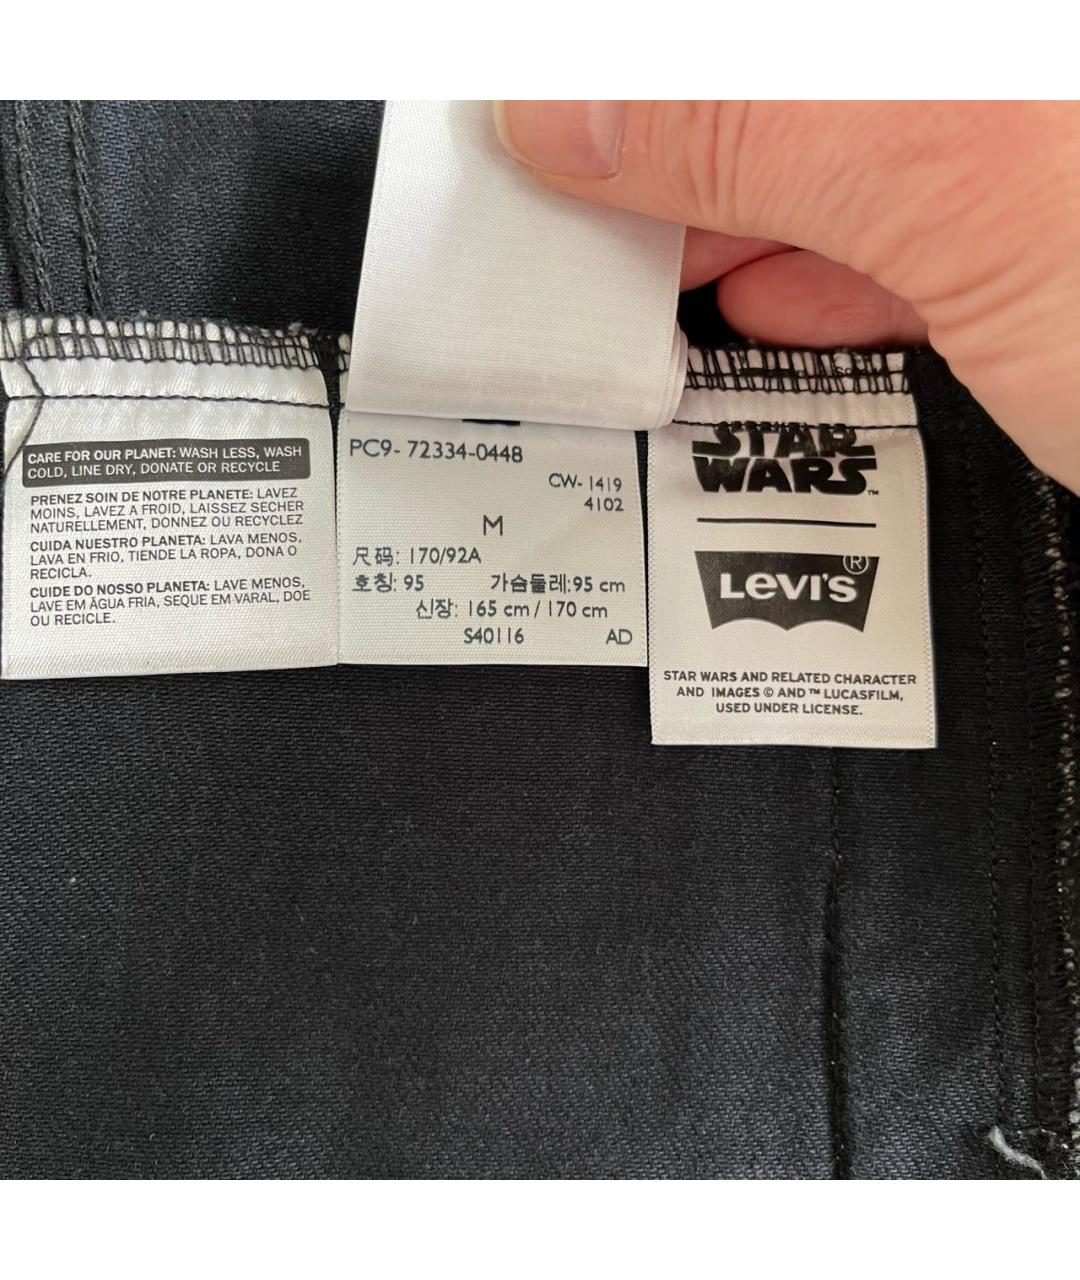 CARE FOR OUR PLANET: WASH LESS, WASH
COLD, LINE DRY, DONATE OR RECYCLE
PRENEZ SOIN DE NOTRE PLANETE: LAVEZ
MOINS, LAVEZ A FROID, LAISSEZ SECHER
NATURELLEMENT, DONNEZ OU RECYCLEZ
CUIDA NUESTRO PLANETA: LAVA MENOS,
LAVA EN FRIO, TIENDE LA ROPA, DONA O
RECICLA.
CUIDE DO NOSSO PLANETA: LAVE MENOS,
LAVE EM ÁGUA FRIA, SEQUE EM VARAL, DOE
OU RECICLE.
PC9- 72334-0448
CW- 1419
4102
M
尺码: 170/92A
호칭: 95 가슴둘레:95 cm
신장: 165 cm / 170 cm
S40116 AD
STAR
WARS™
LEVI'S®
STAR WARS AND RELATED CHARACTER
AND IMAGES © AND ™ LUCASFILM,
USED UNDER LICENSE.